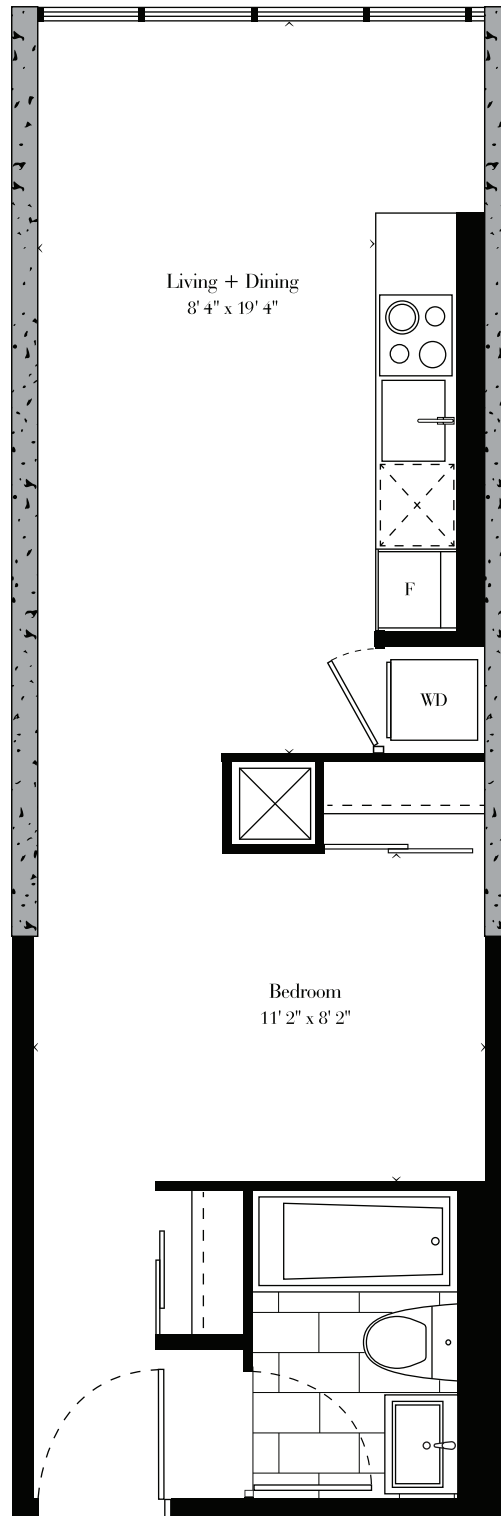 Living + Dining
8' 4" x 19' 4"
F
WD
Bedroom
11' 2" x 8' 2"